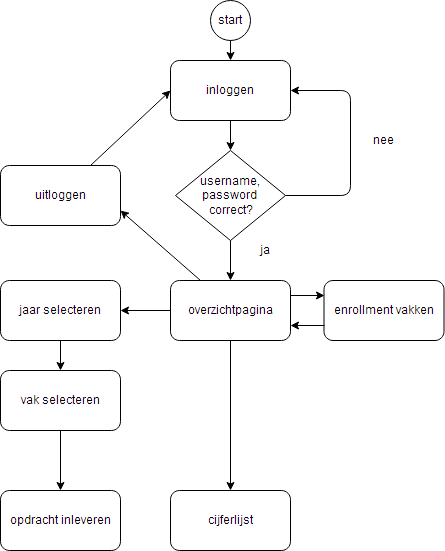 start
inloggen
nee
username,
password
correct?
uitloggen
ja
jaar selecteren
overzichtpagina
enrollment vakken
vak selecteren
opdracht inleveren
cijferlijst